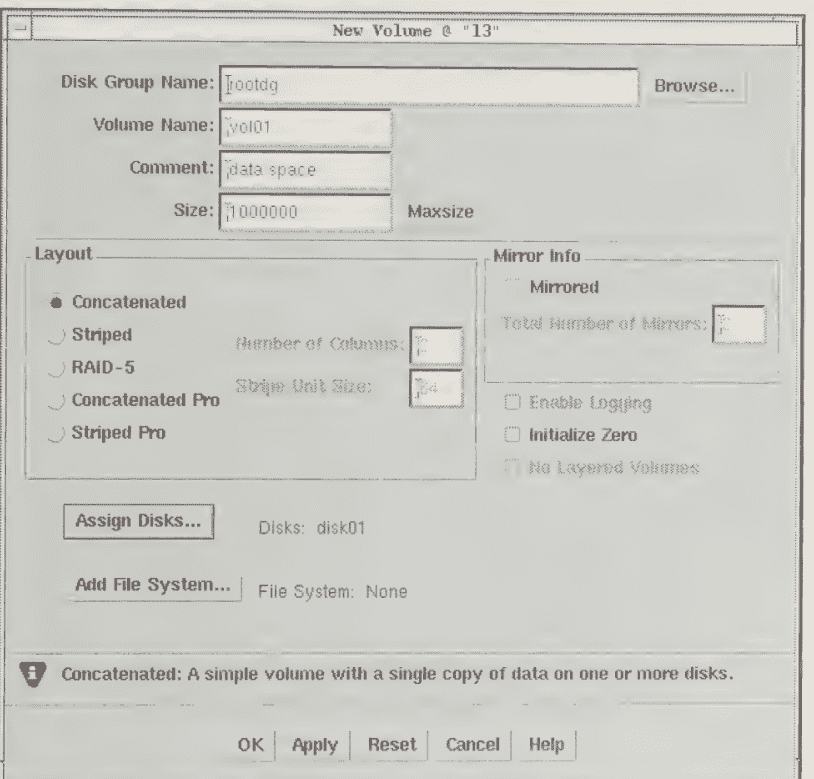 New Volume @ "13"
Disk Group Name: rootdg Browse...
Volume Name: vol01
Comment: data space
Size: 1000000 Maxsize
Layout
Mirror Info
Concatenated
Mirrored
Striped
Number of Columns:
Total Number of Mirrors:
RAID-5
Stripe Unit Size:
Concatenated Pro
Enable Logging
Striped Pro
Initialize Zero
No Layered Volumes
Assign Disks... Disks: disk01
Add File System... File System: None
Concatenated: A simple volume with a single copy of data on one or more disks.
OK Apply Reset Cancel Help